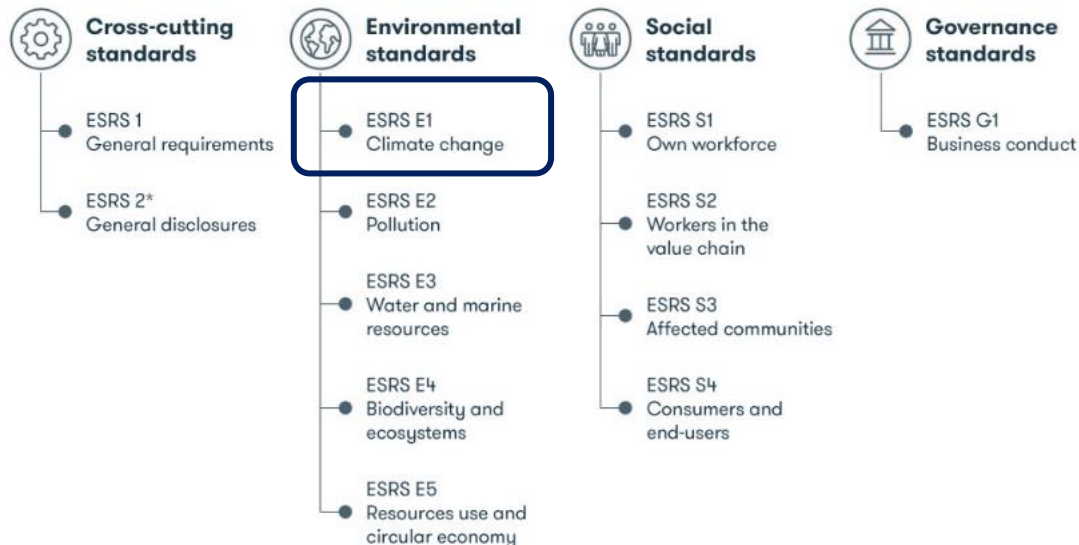 Cross-cutting
standards
ESRS 1
General requirements
ESRS 2*
General disclosures
Environmental
standards
ESRS E1
Climate change
ESRS E2
Pollution
ESRS E3
Water and marine
resources
ESRS E4
Biodiversity and
ecosystems
ESRS E5
Resources use and
circular economy
Social
standards
ESRS S1
Own workforce
ESRS S2
Workers in the
value chain
ESRS S3
Affected communities
ESRS S4
Consumers and
end-users
Governance
standards
ESRS G1
Business conduct